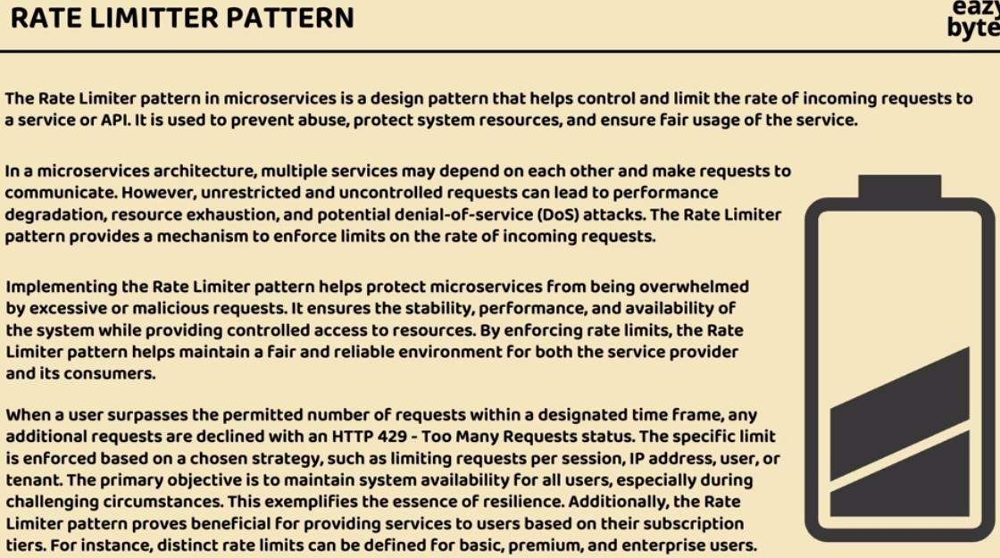 RATE LIMITTER PATTERN
eazy
byte
The Rate Limiter pattern in microservices is a design pattern that helps control and limit the rate of incoming requests to
a service or API. It is used to prevent abuse, protect system resources, and ensure fair usage of the service.
In a microservices architecture, multiple services may depend on each other and make requests to
communicate. However, unrestricted and uncontrolled requests can lead to performance
degradation, resource exhaustion, and potential denial-of-service (DoS) attacks. The Rate Limiter
pattern provides a mechanism to enforce limits on the rate of incoming requests.
Implementing the Rate Limiter pattern helps protect microservices from being overwhelmed
by excessive or malicious requests. It ensures the stability, performance, and availability of
the system while providing controlled access to resources. By enforcing rate limits, the Rate
Limiter pattern helps maintain a fair and reliable environment for both the service provider
and its consumers.
When a user surpasses the permitted number of requests within a designated time frame, any
additional requests are declined with an HTTP 429 - Too Many Requests status. The specific limit
is enforced based on a chosen strategy, such as limiting requests per session, IP address, user, or
tenant. The primary objective is to maintain system availability for all users, especially during
challenging circumstances. This exemplifies the essence of resilience. Additionally, the Rate
Limiter pattern proves beneficial for providing services to users based on their subscription
tiers. For instance, distinct rate limits can be defined for basic, premium, and enterprise users.